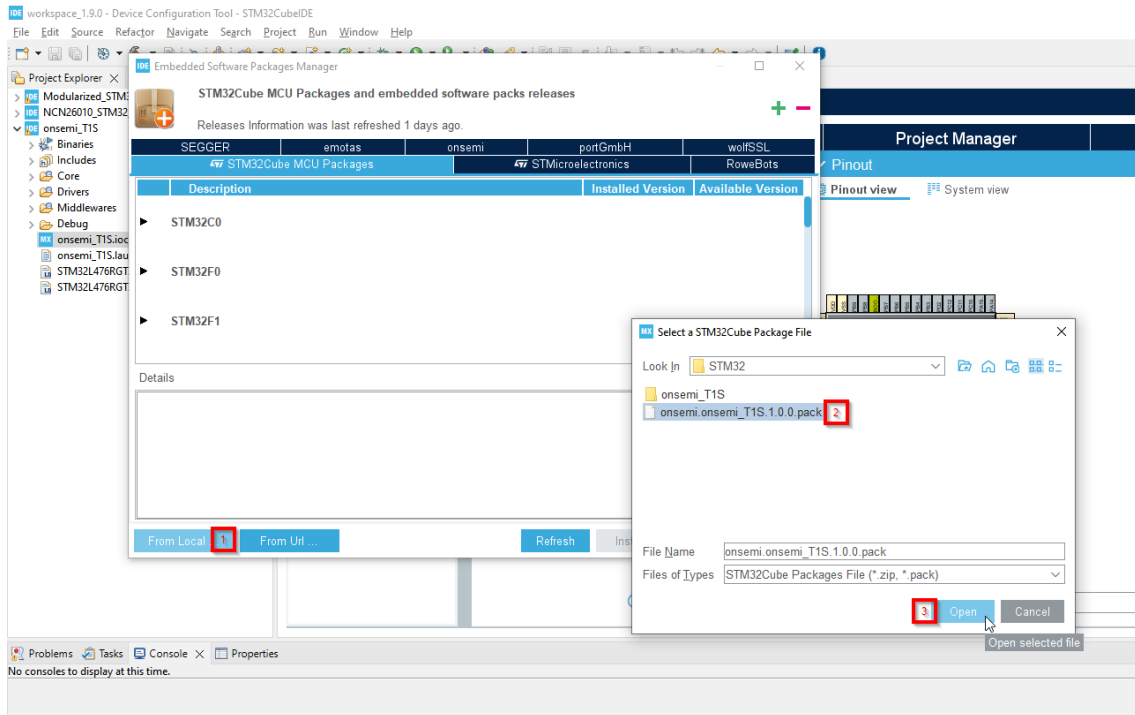 IDE workspace_1.9.0 - Device Configuration Tool - STM32CubeIDE
File Edit Source Refactor Navigate Search Project Run Window Help
Project Explorer
Modularized_STM3
NCN26010_STM32
onsemi_T1S
Binaries
Includes
Core
Drivers
Middlewares
Debug
MX onsemi_T1S.ioc
onsemi_T1S.lau
STM32L476RGT
STM32L476RGT
IDE Embedded Software Packages Manager
STM32Cube MCU Packages and embedded software packs releases
Releases Information was last refreshed 1 days ago.
SEGGER emotas onsemi portGmbH wolfSSL
STM32Cube MCU Packages STMicroelectronics RoweBots
Description Installed Version Available Version
STM32C0
STM32F0
STM32F1
Details
From Local 1 From Url ... Refresh Ins
Project Manager
Pinout
Pinout view System view
MX Select a STM32Cube Package File
Look In STM32
onsemi_T1S
onsemi.onsemi_T1S.1.0.0.pack 2
File Name onsemi.onsemi_T1S.1.0.0.pack
Files of Types STM32Cube Packages File (*.zip, *.pack)
3 Open Cancel
Open selected file
Problems Tasks Console Properties
No consoles to display at this time.